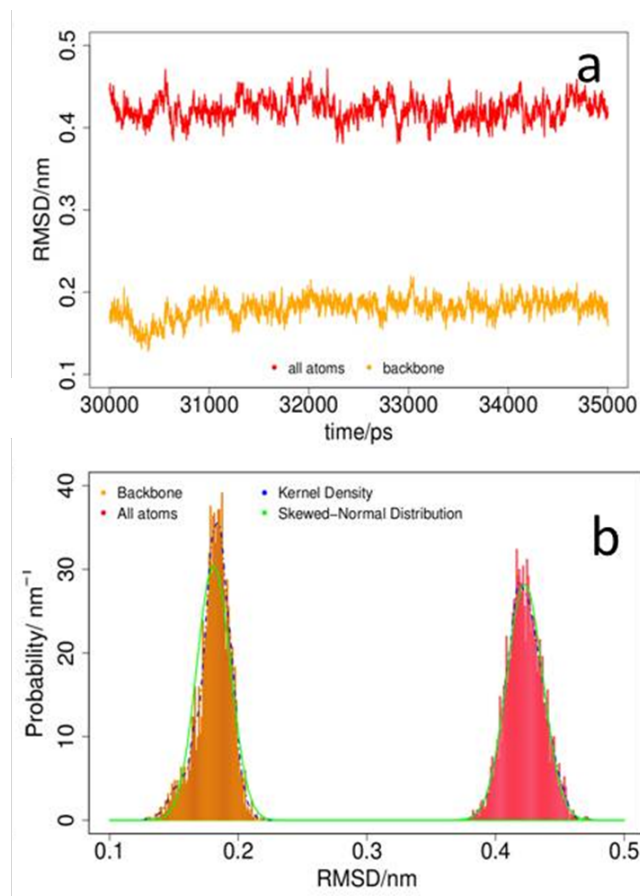 a
0.5
0.4
0.3
0.2
0.1
RMSD/nm
all atoms backbone
30000 31000 32000 33000 34000 35000
time/ps
b
Backbone Kernel Density
All atoms Skewed-Normal Distribution
40
30
20
10
0
Probability/ nm⁻¹
0.1 0.2 0.3 0.4 0.5
RMSD/nm